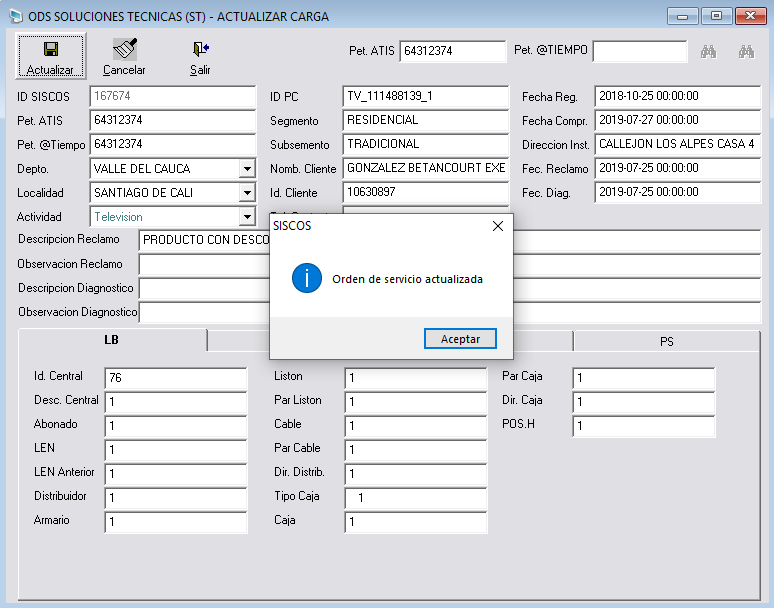 ODS SOLUCIONES TECNICAS (ST) - ACTUALIZAR CARGA
Actualizar Cancelar Salir
Pet. ATIS 64312374 Pet. @TIEMPO
ID SISCOS 167674 ID PC TV_111488139_1 Fecha Reg. 2018-10-25 00:00:00
Pet. ATIS 64312374 Segmento RESIDENCIAL Fecha Compr. 2019-07-27 00:00:00
Pet. @Tiempo 64312374 Subsemento TRADICIONAL Direccion Inst. CALLEJON LOS ALPES CASA 4
Depto. VALLE DEL CAUCA Nomb. Cliente GONZALEZ BETANCOURT EXE Fec. Reclamo 2019-07-25 00:00:00
Localidad SANTIAGO DE CALI Id. Cliente 10630897 Fec. Diag. 2019-07-25 00:00:00
Actividad Television
Descripcion Reclamo PRODUCTO CON DESCO
Observacion Reclamo
Descripcion Diagnostico
Observacion Diagnostico
SISCOS
Orden de servicio actualizada
Aceptar
LB PS
Id. Central 76 Liston 1 Par Caja 1
Desc. Central 1 Par Liston 1 Dir. Caja 1
Abonado 1 Cable 1 POS.H 1
LEN 1 Par Cable 1
LEN Anterior 1 Dir. Distrib. 1
Distribuidor 1 Tipo Caja 1
Armario 1 Caja 1